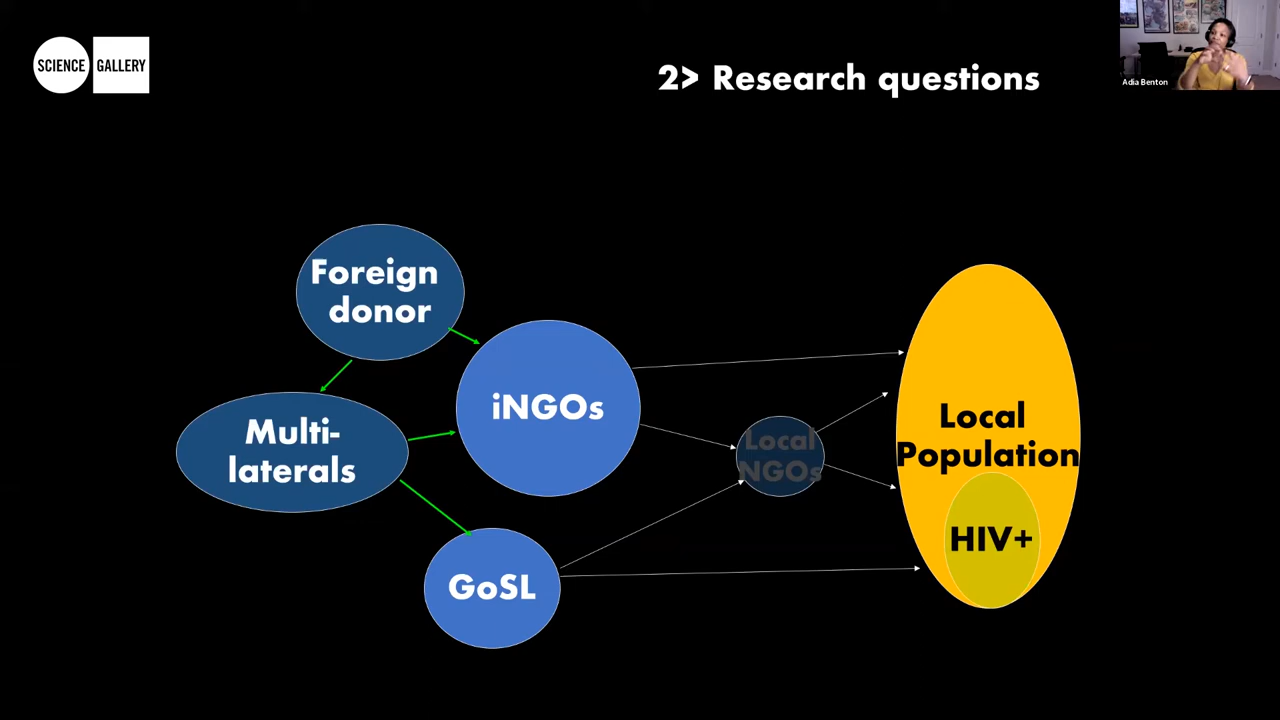 SCIENCE GALLERY
2> Research questions
Adia Benton
Foreign
donor
iNGOs
Multi-
laterals
GoSL
Local
NGOs
Local
Population
HIV+